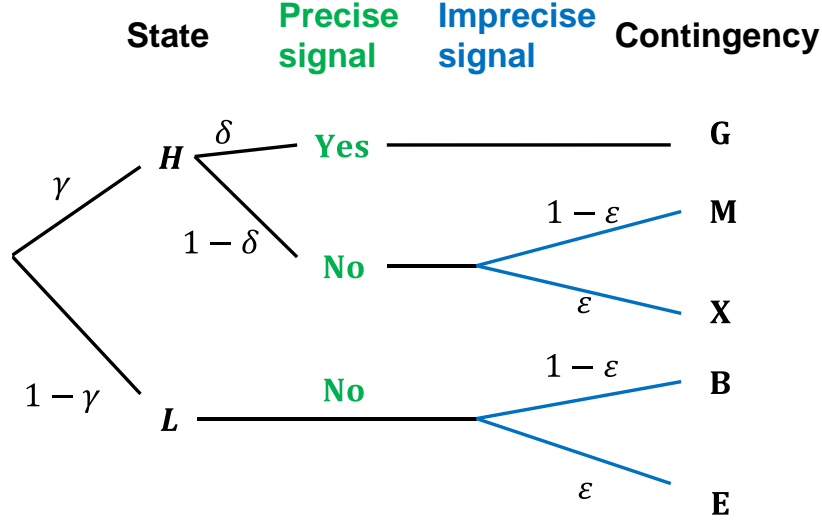 State
Precise signal
Imprecise signal
Contingency
H
δ
Yes
G
γ
1 − δ
No
1 − ε
M
ε
X
1 − γ
L
No
1 − ε
B
ε
E